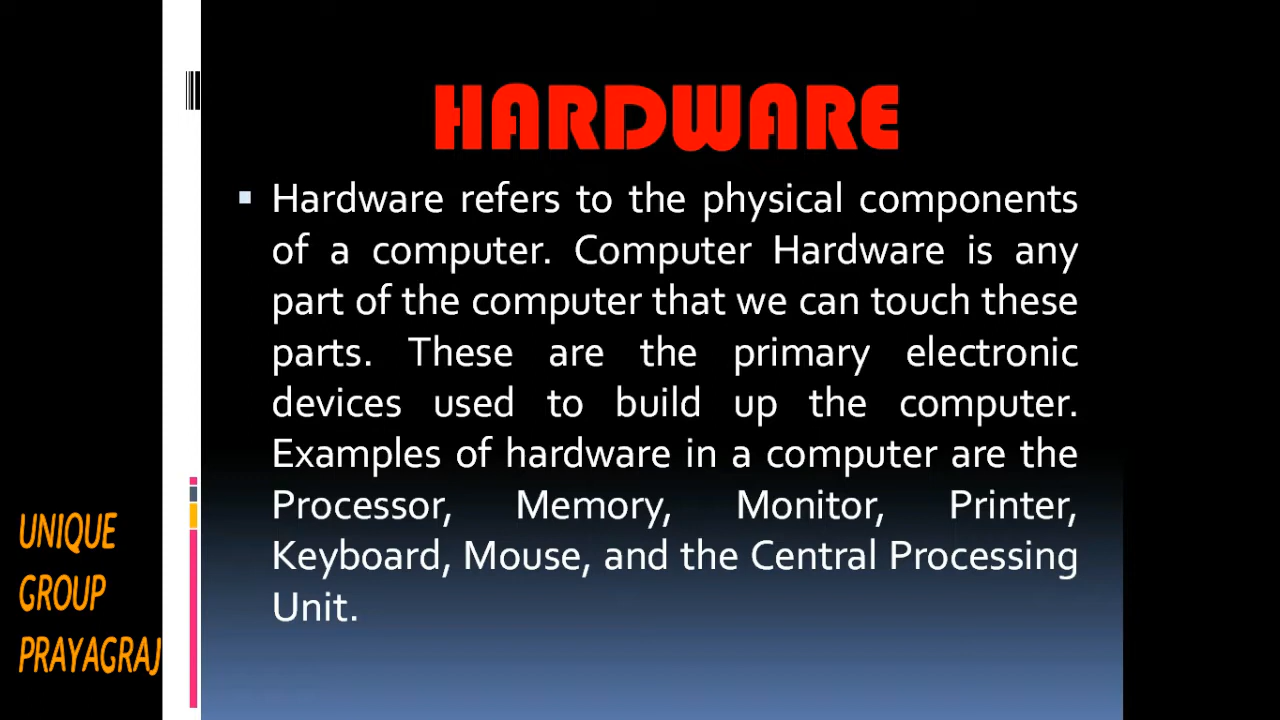 HARDWARE
▪ Hardware refers to the physical components
of a computer. Computer Hardware is any
part of the computer that we can touch these
parts. These are the primary electronic
devices used to build up the computer.
Examples of hardware in a computer are the
Processor, Memory, Monitor, Printer,
Keyboard, Mouse, and the Central Processing
Unit.
UNIQUE
GROUP
PRAYAGRAJ